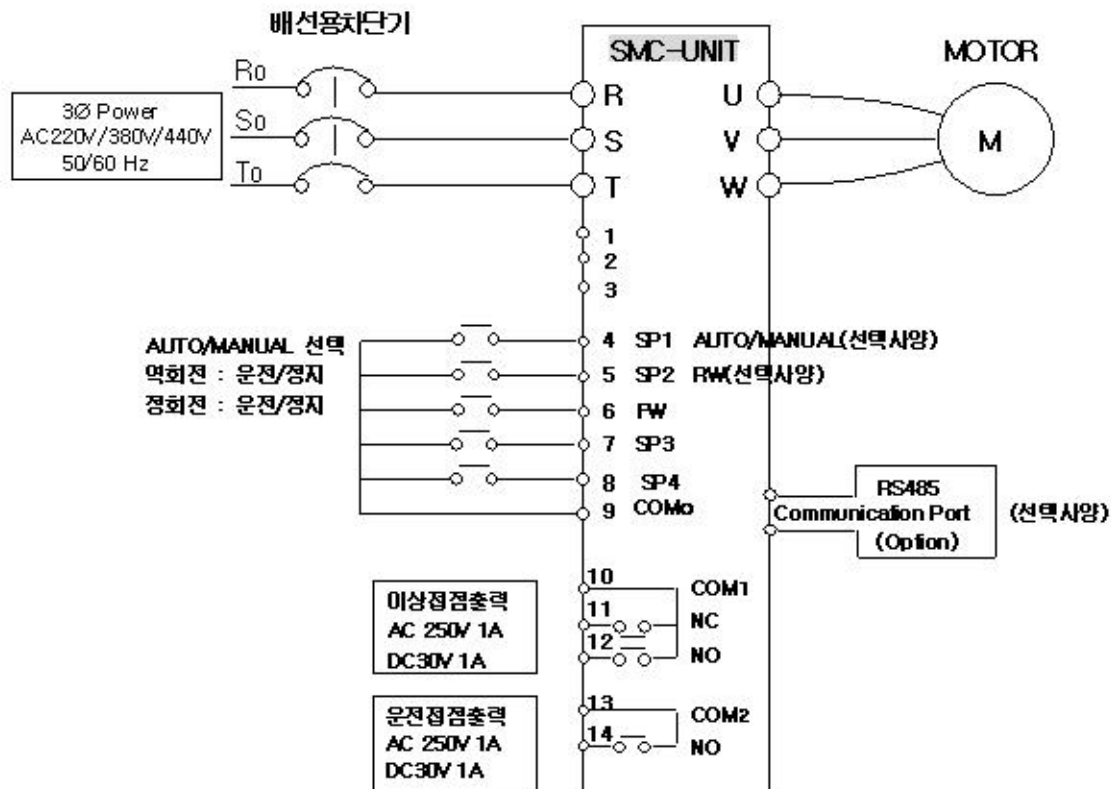 배선용차단기
SMC-UNIT
MOTOR
Ro
R
U
3Ø Power
AC220V/380V/440V
50/60 Hz
So
S
V
M
To
T
W
1
2
3
AUTO/MANUAL 선택
4 SP1 AUTO/MANUAL(선택사양)
역회전 : 운전/정지
5 SP2 RW(선택사양)
정회전 : 운전/정지
6 FW
7 SP3
8 SP4
9 COMo
RS485
Communication Port
(Option)
(선택사양)
이상접점출력
AC 250V 1A
DC30V 1A
10 COM1
11 NC
12 NO
운전접점출력
AC 250V 1A
DC30V 1A
13 COM2
14 NO